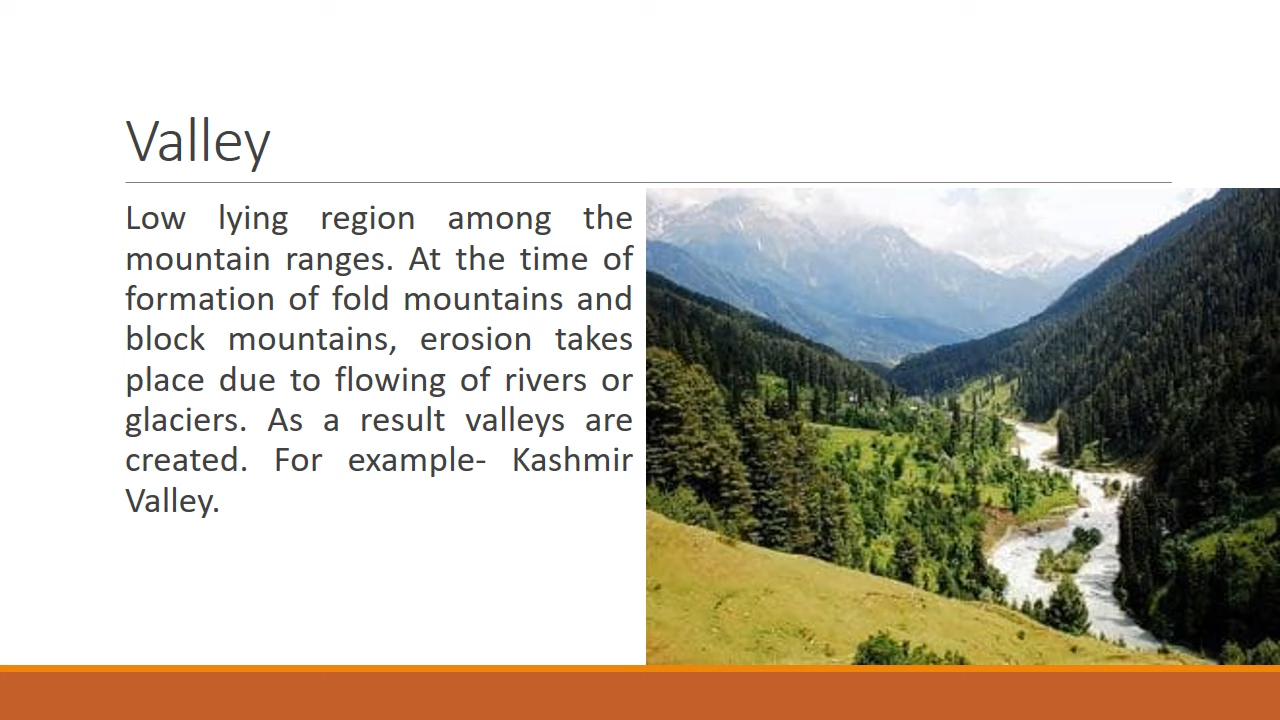 Valley
Low lying region among the
mountain ranges. At the time of
formation of fold mountains and
block mountains, erosion takes
place due to flowing of rivers or
glaciers. As a result valleys are
created. For example- Kashmir
Valley.